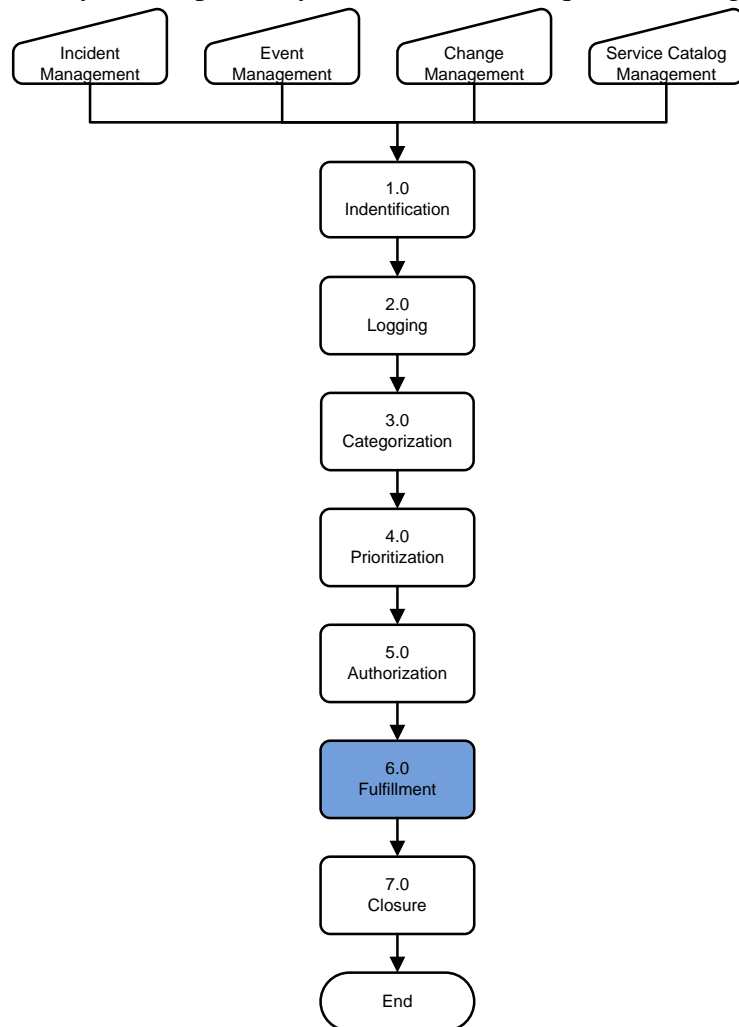 Incident
Management
Event
Management
Change
Management
Service Catalog
Management
1.0
Indentification
2.0
Logging
3.0
Categorization
4.0
Prioritization
5.0
Authorization
6.0
Fulfillment
7.0
Closure
End